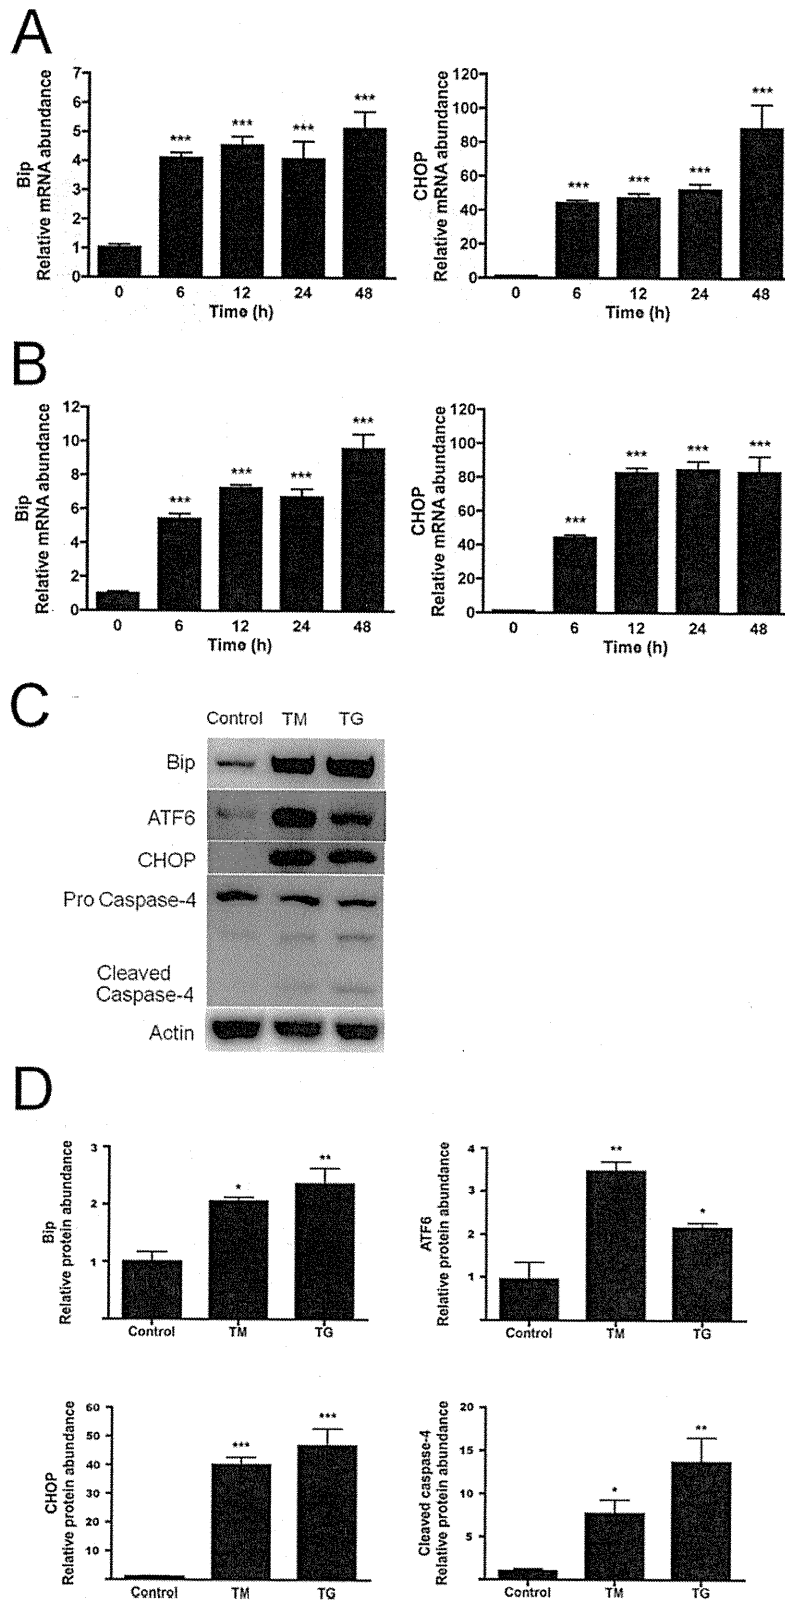 A
Bip
Relative mRNA abundance
7
6
5
4
3
2
1
0
*** *** *** ***
0 6 12 24 48
Time (h)
CHOP
Relative mRNA abundance
120
100
80
60
40
20
0
*** *** *** ***
0 6 12 24 48
Time (h)
B
Bip
Relative mRNA abundance
12
10
8
6
4
2
0
*** *** *** ***
0 6 12 24 48
Time (h)
CHOP
Relative mRNA abundance
120
100
80
60
40
20
0
*** *** *** ***
0 6 12 24 48
Time (h)
C
Control TM TG
Bip
ATF6
CHOP
Pro Caspase-4
Cleaved
Caspase-4
Actin
D
Bip
Relative protein abundance
3
2
1
* **
Control TM TG
ATF6
Relative protein abundance
4
3
2
1
** *
Control TM TG
CHOP
Relative protein abundance
60
50
40
30
20
10
*** ***
Control TM TG
Cleaved caspase-4
Relative protein abundance
20
15
10
5
* **
Control TM TG